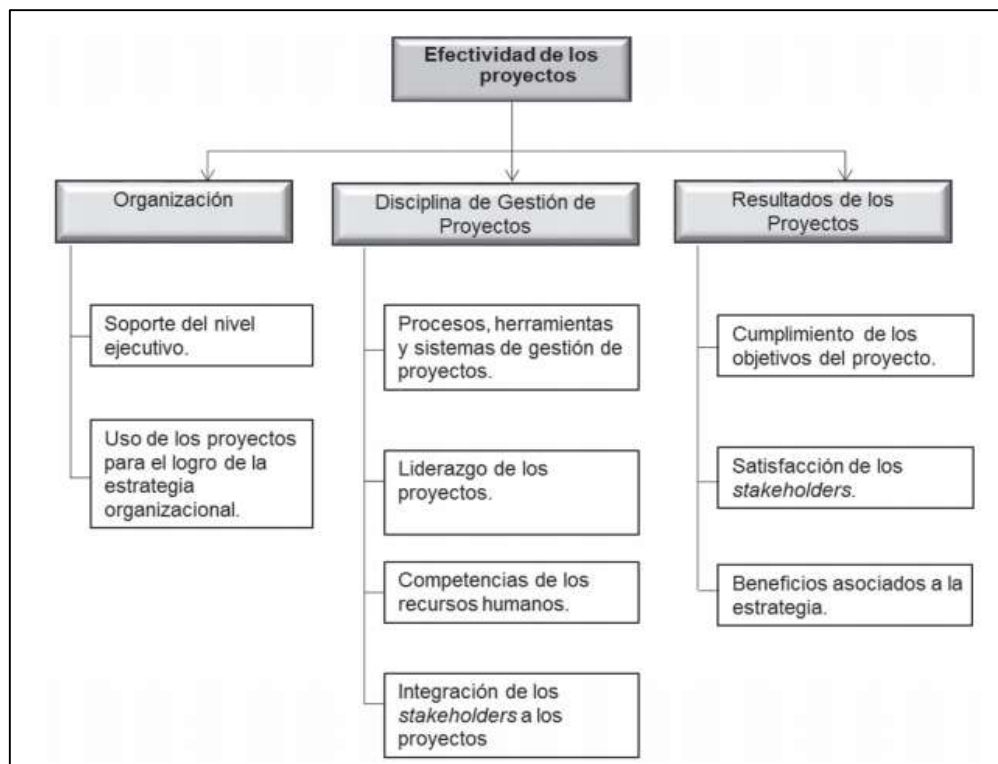 Efectividad de los
proyectos
Organización
Soporte del nivel
ejecutivo.
Uso de los proyectos
para el logro de la
estrategia
organizacional.
Disciplina de Gestión de
Proyectos
Procesos, herramientas
y sistemas de gestión de
proyectos.
Liderazgo de los
proyectos.
Competencias de los
recursos humanos.
Integración de los
stakeholders a los
proyectos
Resultados de los
Proyectos
Cumplimiento de los
objetivos del proyecto.
Satisfacción de los
stakeholders.
Beneficios asociados a la
estrategia.